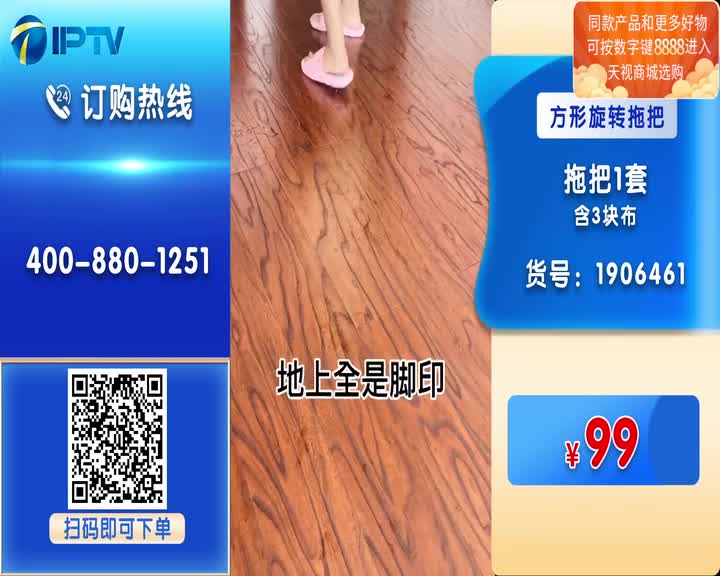 IPTV
24
订购热线
400-880-1251
扫码即可下单
地上全是脚印
同款产品和更多好物
可按数字键8888进入
天视商城选购
方形旋转拖把
拖把1套
含3块布
货号：1906461
¥99